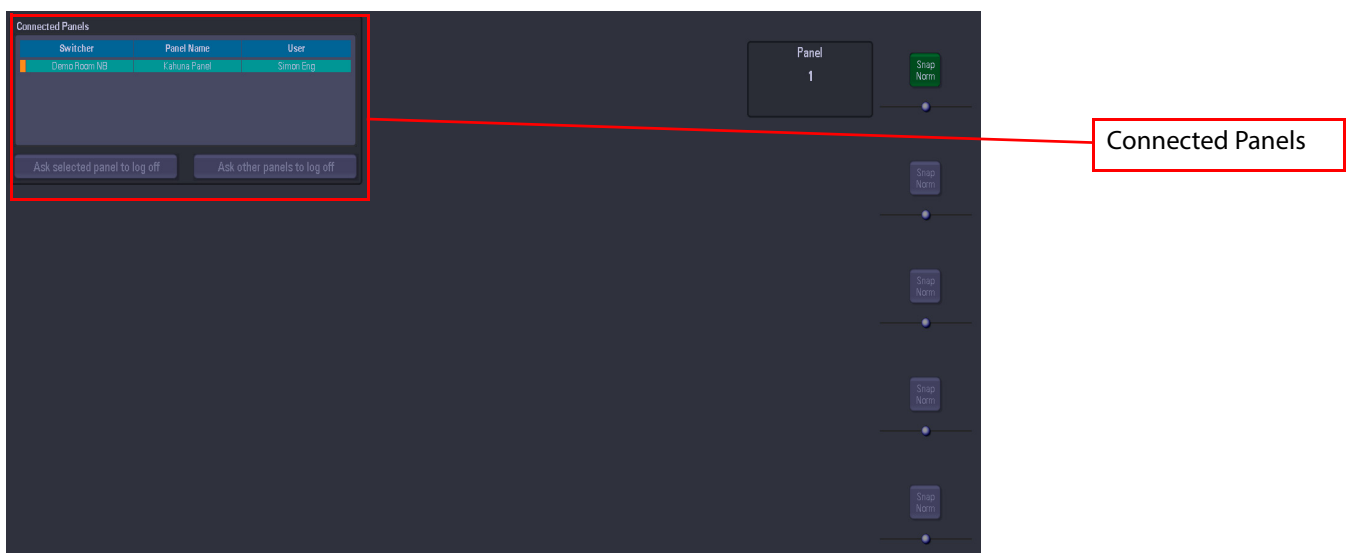 Connected Panels
Switcher Panel Name User
Demo Room NB Kahuna Panel Simon Eng
Ask selected panel to log off Ask other panels to log off
Panel
1
Snap
Norm
Connected Panels
Snap
Norm
Snap
Norm
Snap
Norm
Snap
Norm